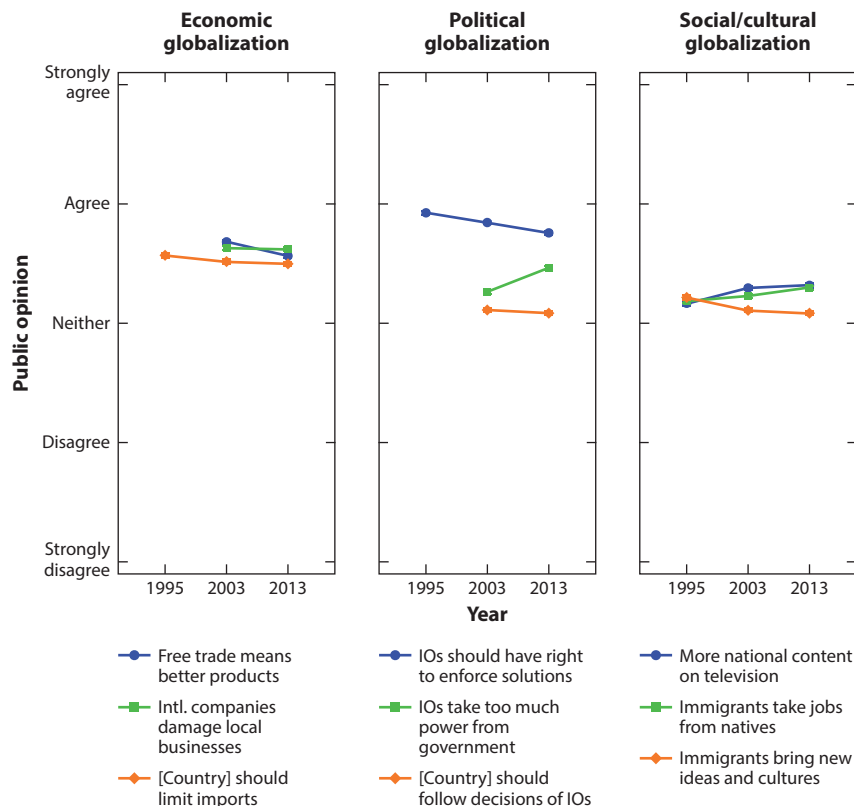 Economic
globalization
Political
globalization
Social/cultural
globalization
Public opinion
Strongly
agree
Agree
Neither
Disagree
Strongly
disagree
1995 2003 2013
1995 2003 2013
1995 2003 2013
Year
Free trade means
better products
Intl. companies
damage local
businesses
[Country] should
limit imports
IOs should have right
to enforce solutions
IOs take too much
power from
government
[Country] should
follow decisions of IOs
More national content
on television
Immigrants take jobs
from natives
Immigrants bring new
ideas and cultures